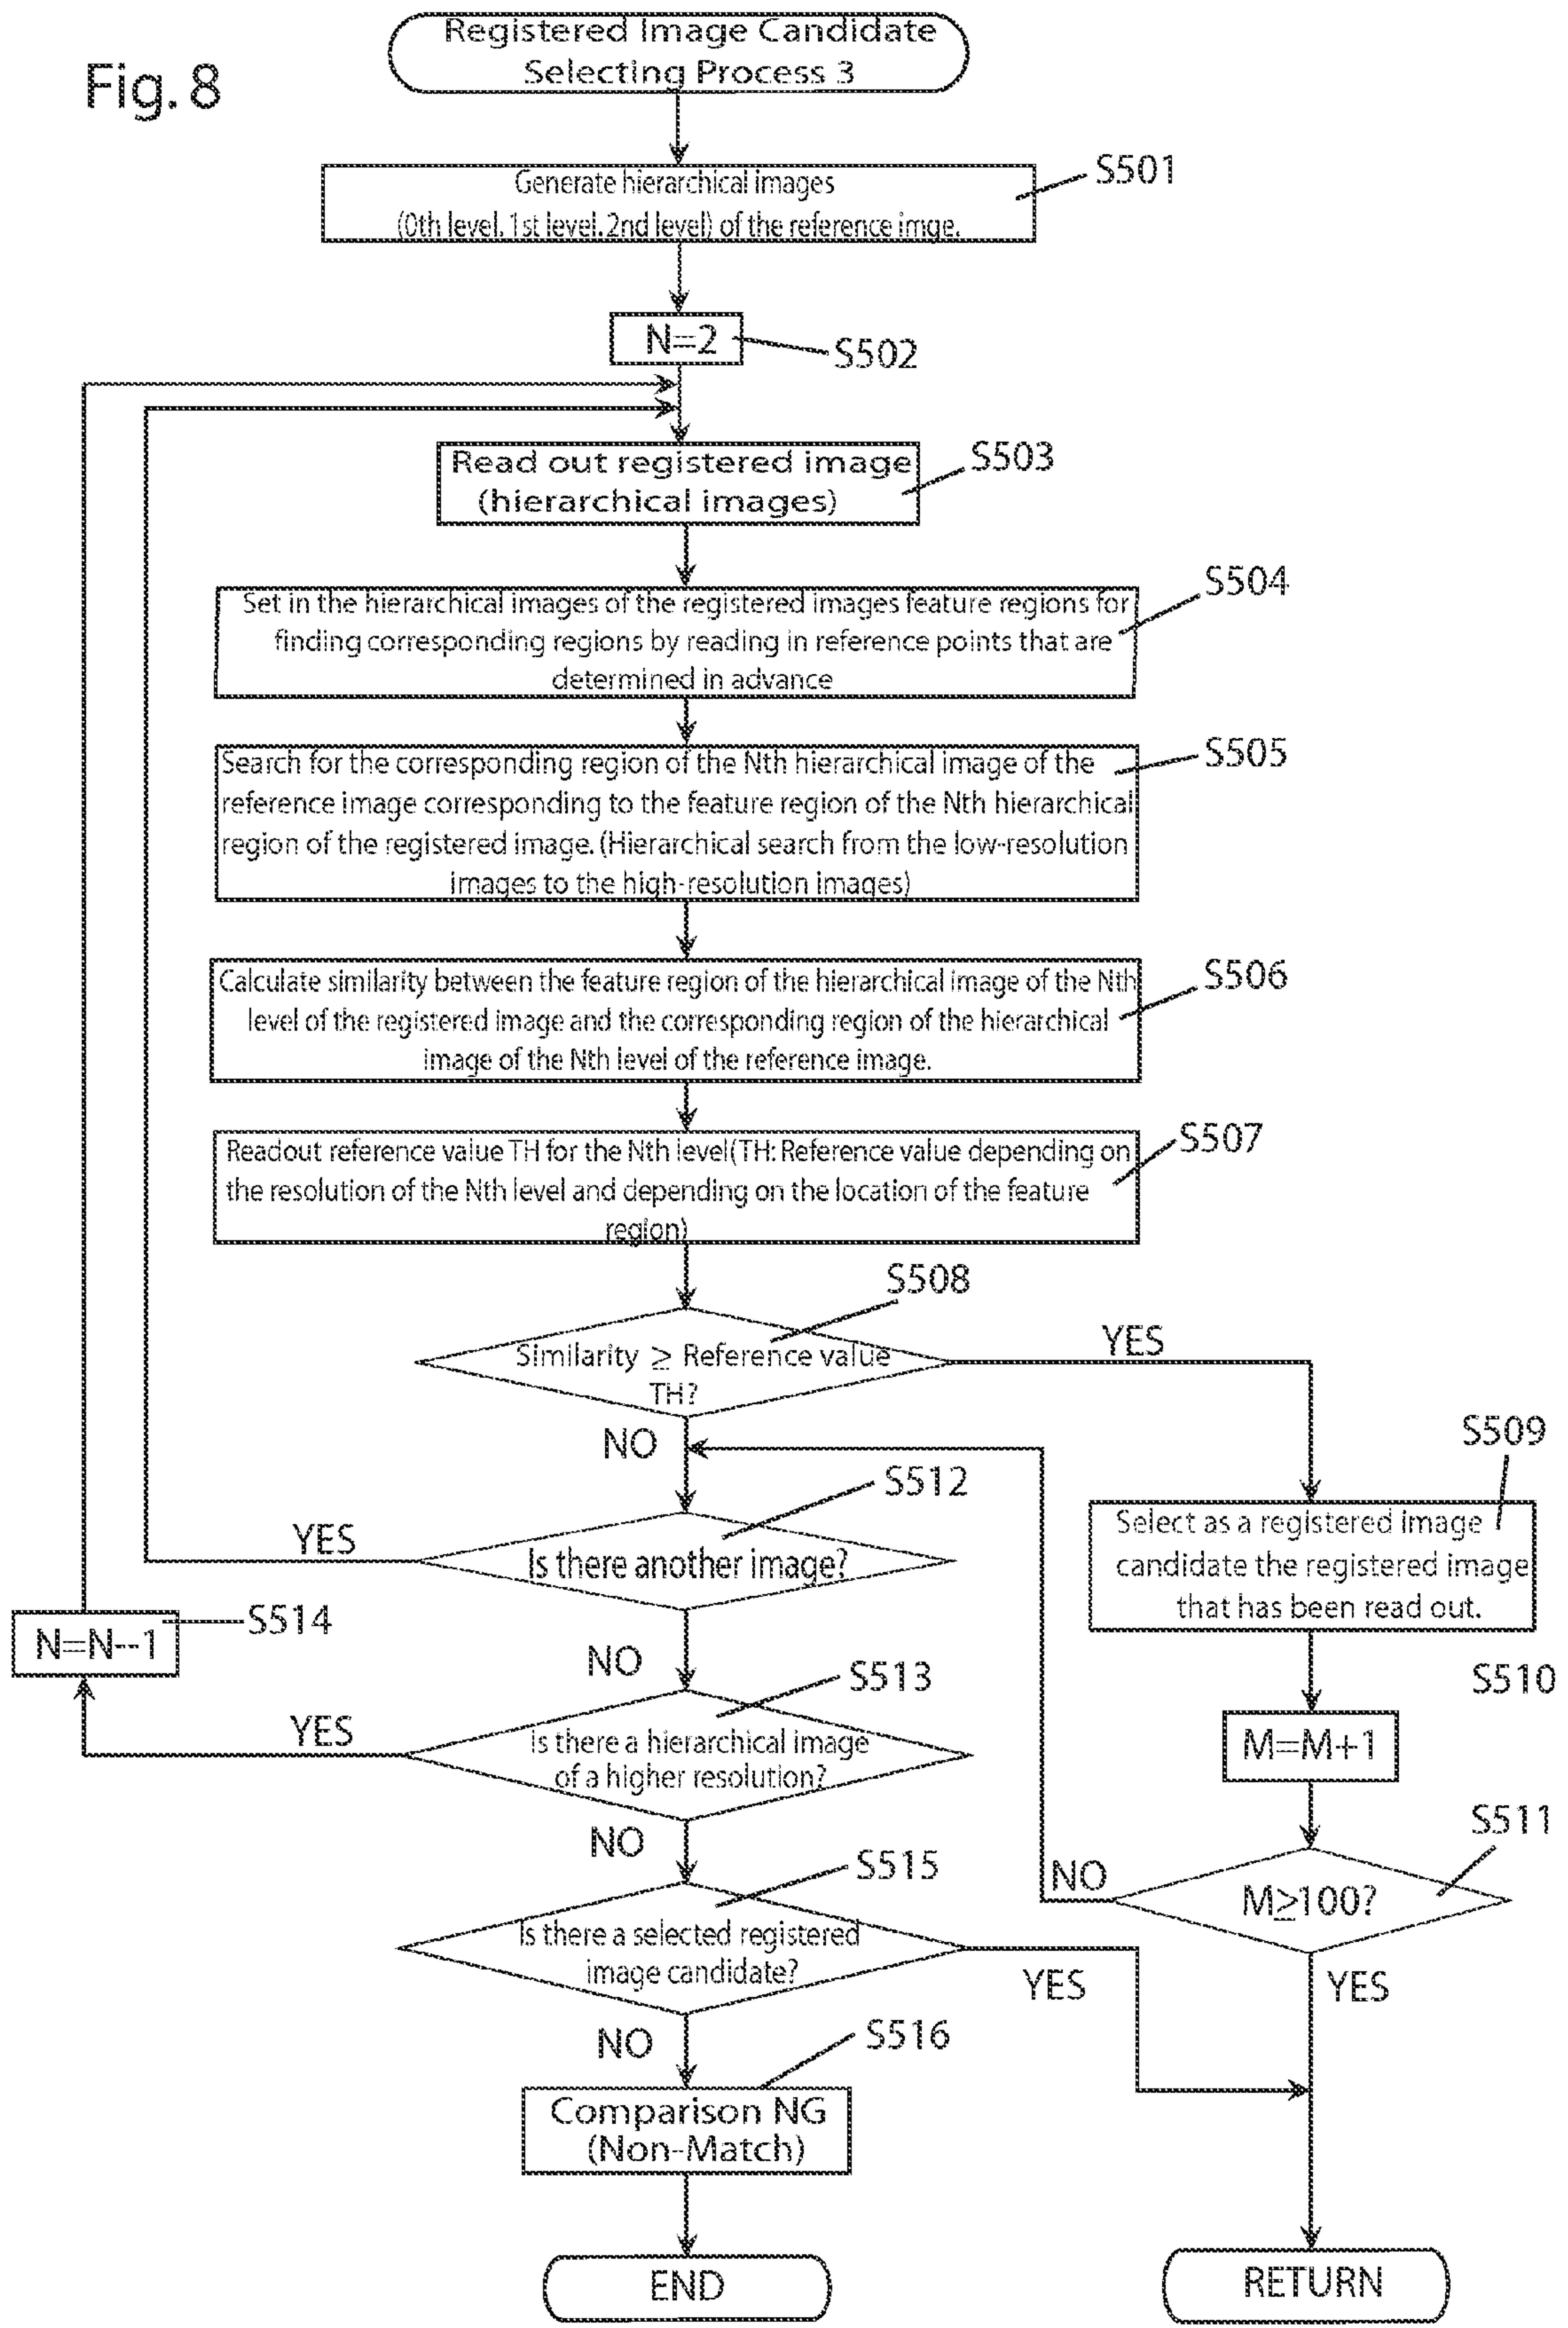 Fig. 8
Registered Image Candidate
Selecting Process 3
S501
Generate hierarchical images
(0th level. 1st level. 2nd level) of the reference imge.
N=2
S502
Read out registered image
(hierarchical images)
S503
S504
Set in the hierarchical images of the registered images feature regions for
finding corresponding regions by reading in reference points that are
determined in advance
S505
Search for the corresponding region of the Nth hierarchical image of the
reference image corresponding to the feature region of the Nth hierarchical
region of the registered image. (Hierarchical search from the low-resolution
images to the high-resolution images)
S506
Calculate similarity between the feature region of the hierarchical image of the Nth
level of the registered image and the corresponding region of the hierarchical
image of the Nth level of the reference image.
S507
Readout reference value TH for the Nth level(TH: Reference value depending on
the resolution of the Nth level and depending on the location of the feature
region)
S508
Similarity ≥ Reference value
TH?
YES
NO
S509
Select as a registered image
candidate the registered image
that has been read out.
S512
Is there another image?
YES
NO
S514
N=N--1
S510
M=M+1
S513
Is there a hierarchical image
of a higher resolution?
YES
NO
S511
M≥100?
NO
YES
S515
Is there a selected registered
image candidate?
YES
NO
S516
Comparison NG
(Non-Match)
END
RETURN